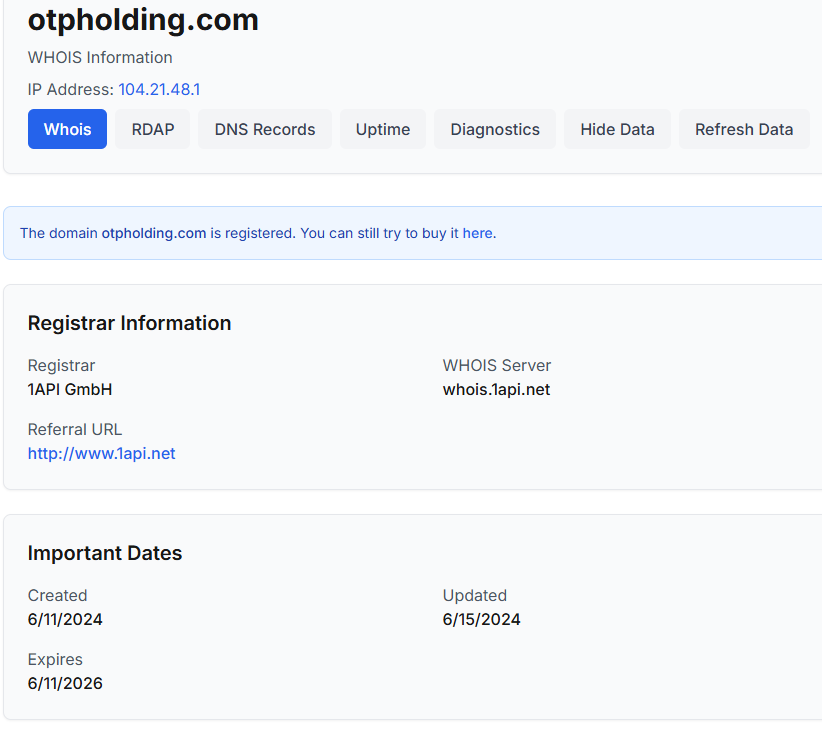 otpholding.com
WHOIS Information
IP Address: 104.21.48.1
Whois RDAP DNS Records Uptime Diagnostics Hide Data Refresh Data
The domain otpholding.com is registered. You can still try to buy it here.
Registrar Information
Registrar
1API GmbH
WHOIS Server
whois.1api.net
Referral URL
http://www.1api.net
Important Dates
Created
6/11/2024
Updated
6/15/2024
Expires
6/11/2026